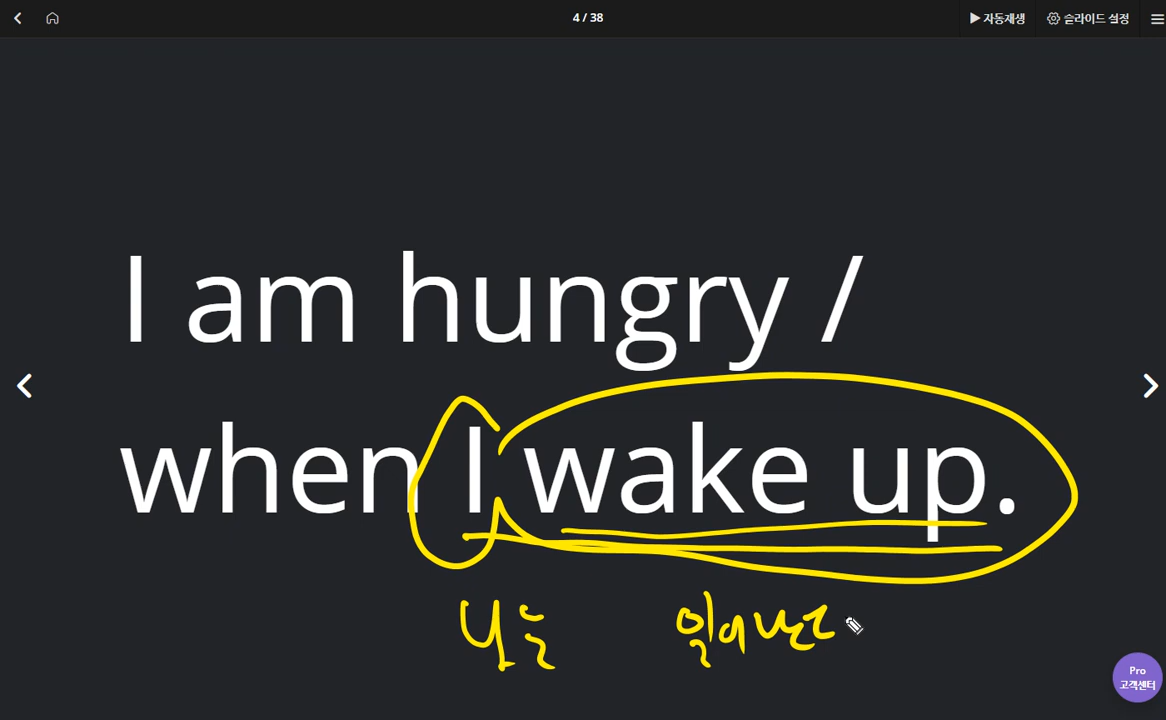 4 / 38
▶ 자동재생
슬라이드 설정
I am hungry /
when I wake up.
나는 일어난다
Pro
고객센터